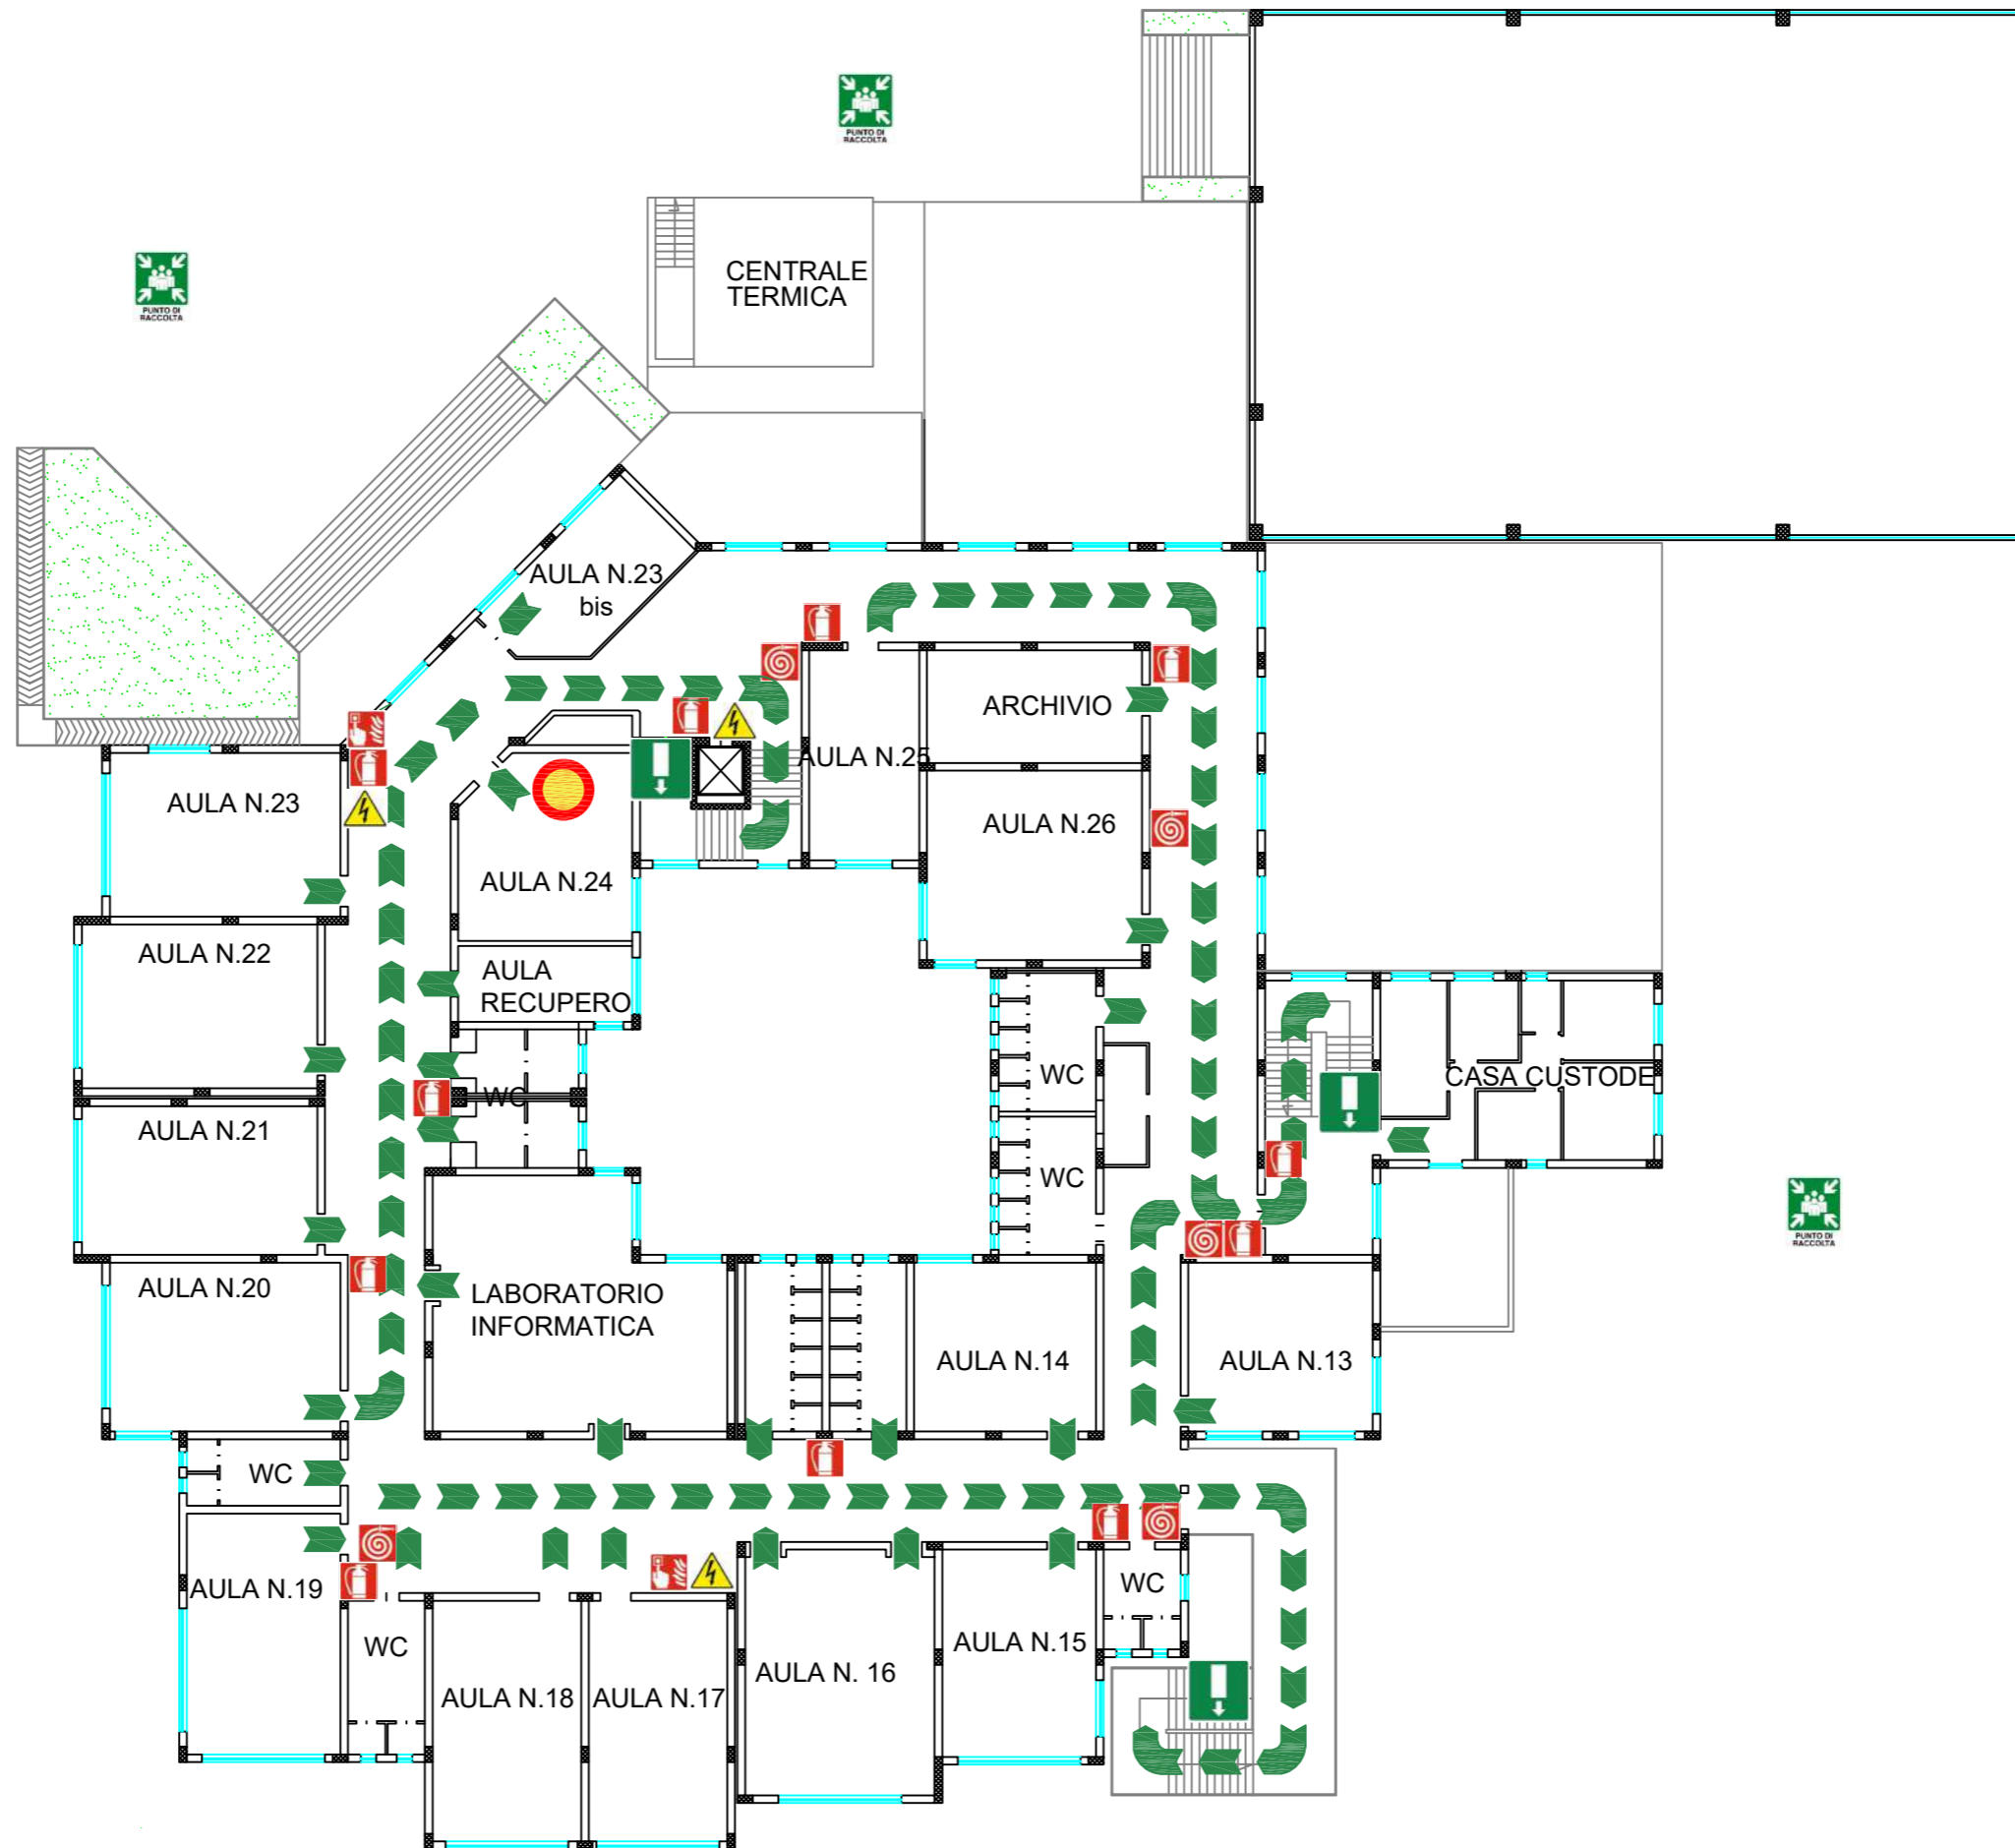 PUNTO DI
RACCOLTA
PUNTO DI
RACCOLTA
CENTRALE
TERMICA
AULA N.23
bis
ARCHIVIO
AULA N.25
AULA N.23
AULA N.26
AULA N.24
AULA N.22
AULA
RECUPERO
WC
CASA CUSTODE
WC
AULA N.21
WC
PUNTO DI
RACCOLTA
AULA N.20
LABORATORIO
INFORMATICA
AULA N.14
AULA N.13
WC
AULA N.19
WC
WC
AULA N.15
AULA N. 16
AULA N.18
AULA N.17